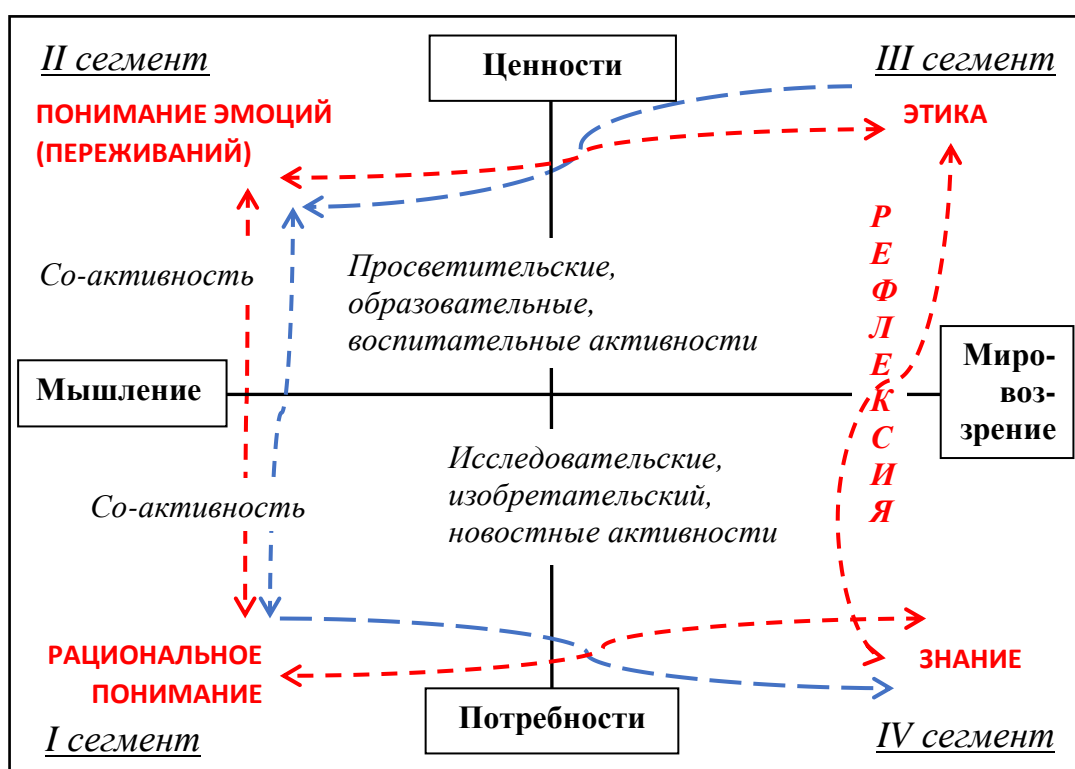 II сегмент
Ценности
III сегмент
ПОНИМАНИЕ ЭМОЦИЙ
(ПЕРЕЖИВАНИЙ)
ЭТИКА
Со-активность
Просветительские,
образовательные,
воспитательные активности
РЕФЛЕКСИЯ
Мышление
Миро-
воз-
зрение
Со-активность
Исследовательские,
изобретательский,
новостные активности
РАЦИОНАЛЬНОЕ
ПОНИМАНИЕ
ЗНАНИЕ
Потребности
I сегмент
IV сегмент